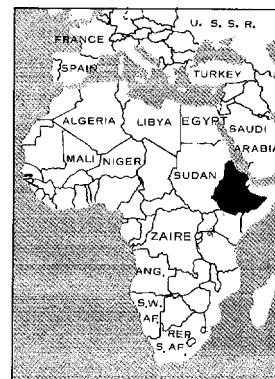 U. S. S. R.
FRANCE
SPAIN
TURKEY
ALGERIA
LIBYA
EGYPT
SAUDI
ARABIA
MALI
NIGER
SUDAN
ZAIRE
ANG.
S.W.
AF.
REP.
S. AF.